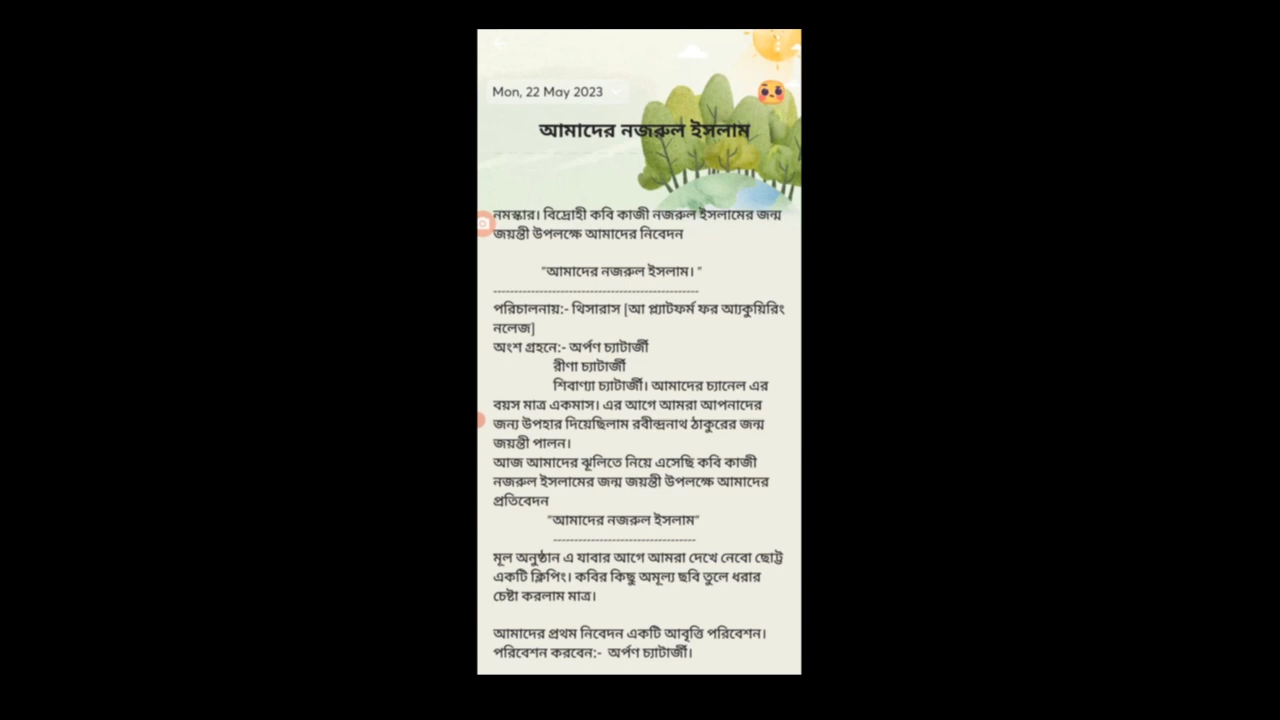 Mon, 22 May 2023
আমাদের নজরুল ইসলাম
নমস্কার। বিদ্রোহী কবি কাজী নজরুল ইসলামের জন্ম
জয়ন্তী উপলক্ষে আমাদের নিবেদন
"আমাদের নজরুল ইসলাম। "
------------------------------------------------
পরিচালনায়:- থিসারাস [আ প্ল্যাটফর্ম ফর অ্যাকুয়িরিং
নলেজ]
অংশ গ্রহনে:- অর্পণ চ্যাটার্জী
রীণা চ্যাটার্জী
শিবাণ্যা চ্যাটার্জী। আমাদের চ্যানেল এর
বয়স মাত্র একমাস। এর আগে আমরা আপনাদের
জন্য উপহার দিয়েছিলাম রবীন্দ্রনাথ ঠাকুরের জন্ম
জয়ন্তী পালন।
আজ আমাদের ঝূলিতে নিয়ে এসেছি কবি কাজী
নজরুল ইসলামের জন্ম জয়ন্তী উপলক্ষে আমাদের
প্রতিবেদন
"আমাদের নজরুল ইসলাম"
---------------------------------
মূল অনুষ্ঠান এ যাবার আগে আমরা দেখে নেবো ছোট্ট
একটি ক্লিপিং। কবির কিছু অমূল্য ছবি তুলে ধরার
চেষ্টা করলাম মাত্র।
আমাদের প্রথম নিবেদন একটি আবৃত্তি পরিবেশন।
পরিবেশন করবেন:- অর্পণ চ্যাটার্জী।